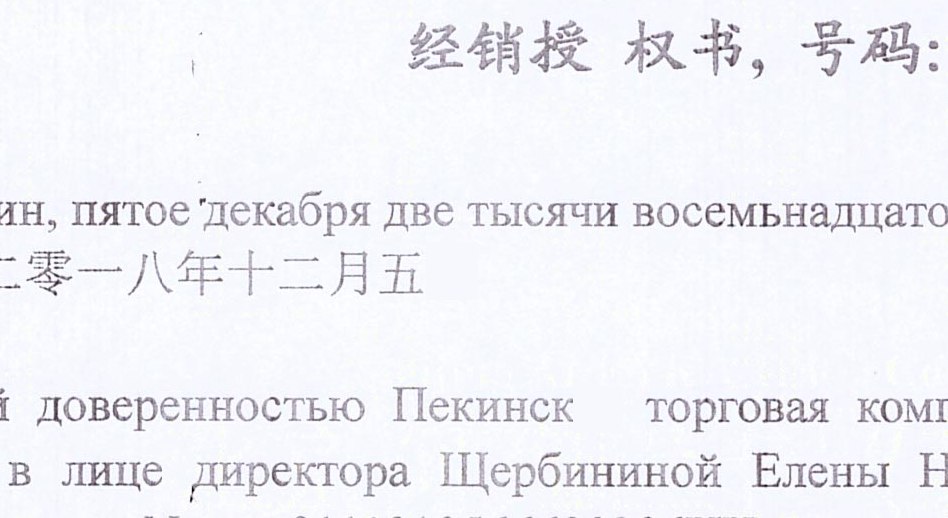 经销授 权书, 号码:
ин, пятое декабря две тысячи восемьнадцато
二零一八年十二月五
й доверенностью Пекинск торговая комп
в лице директора Щербининой Елены Н